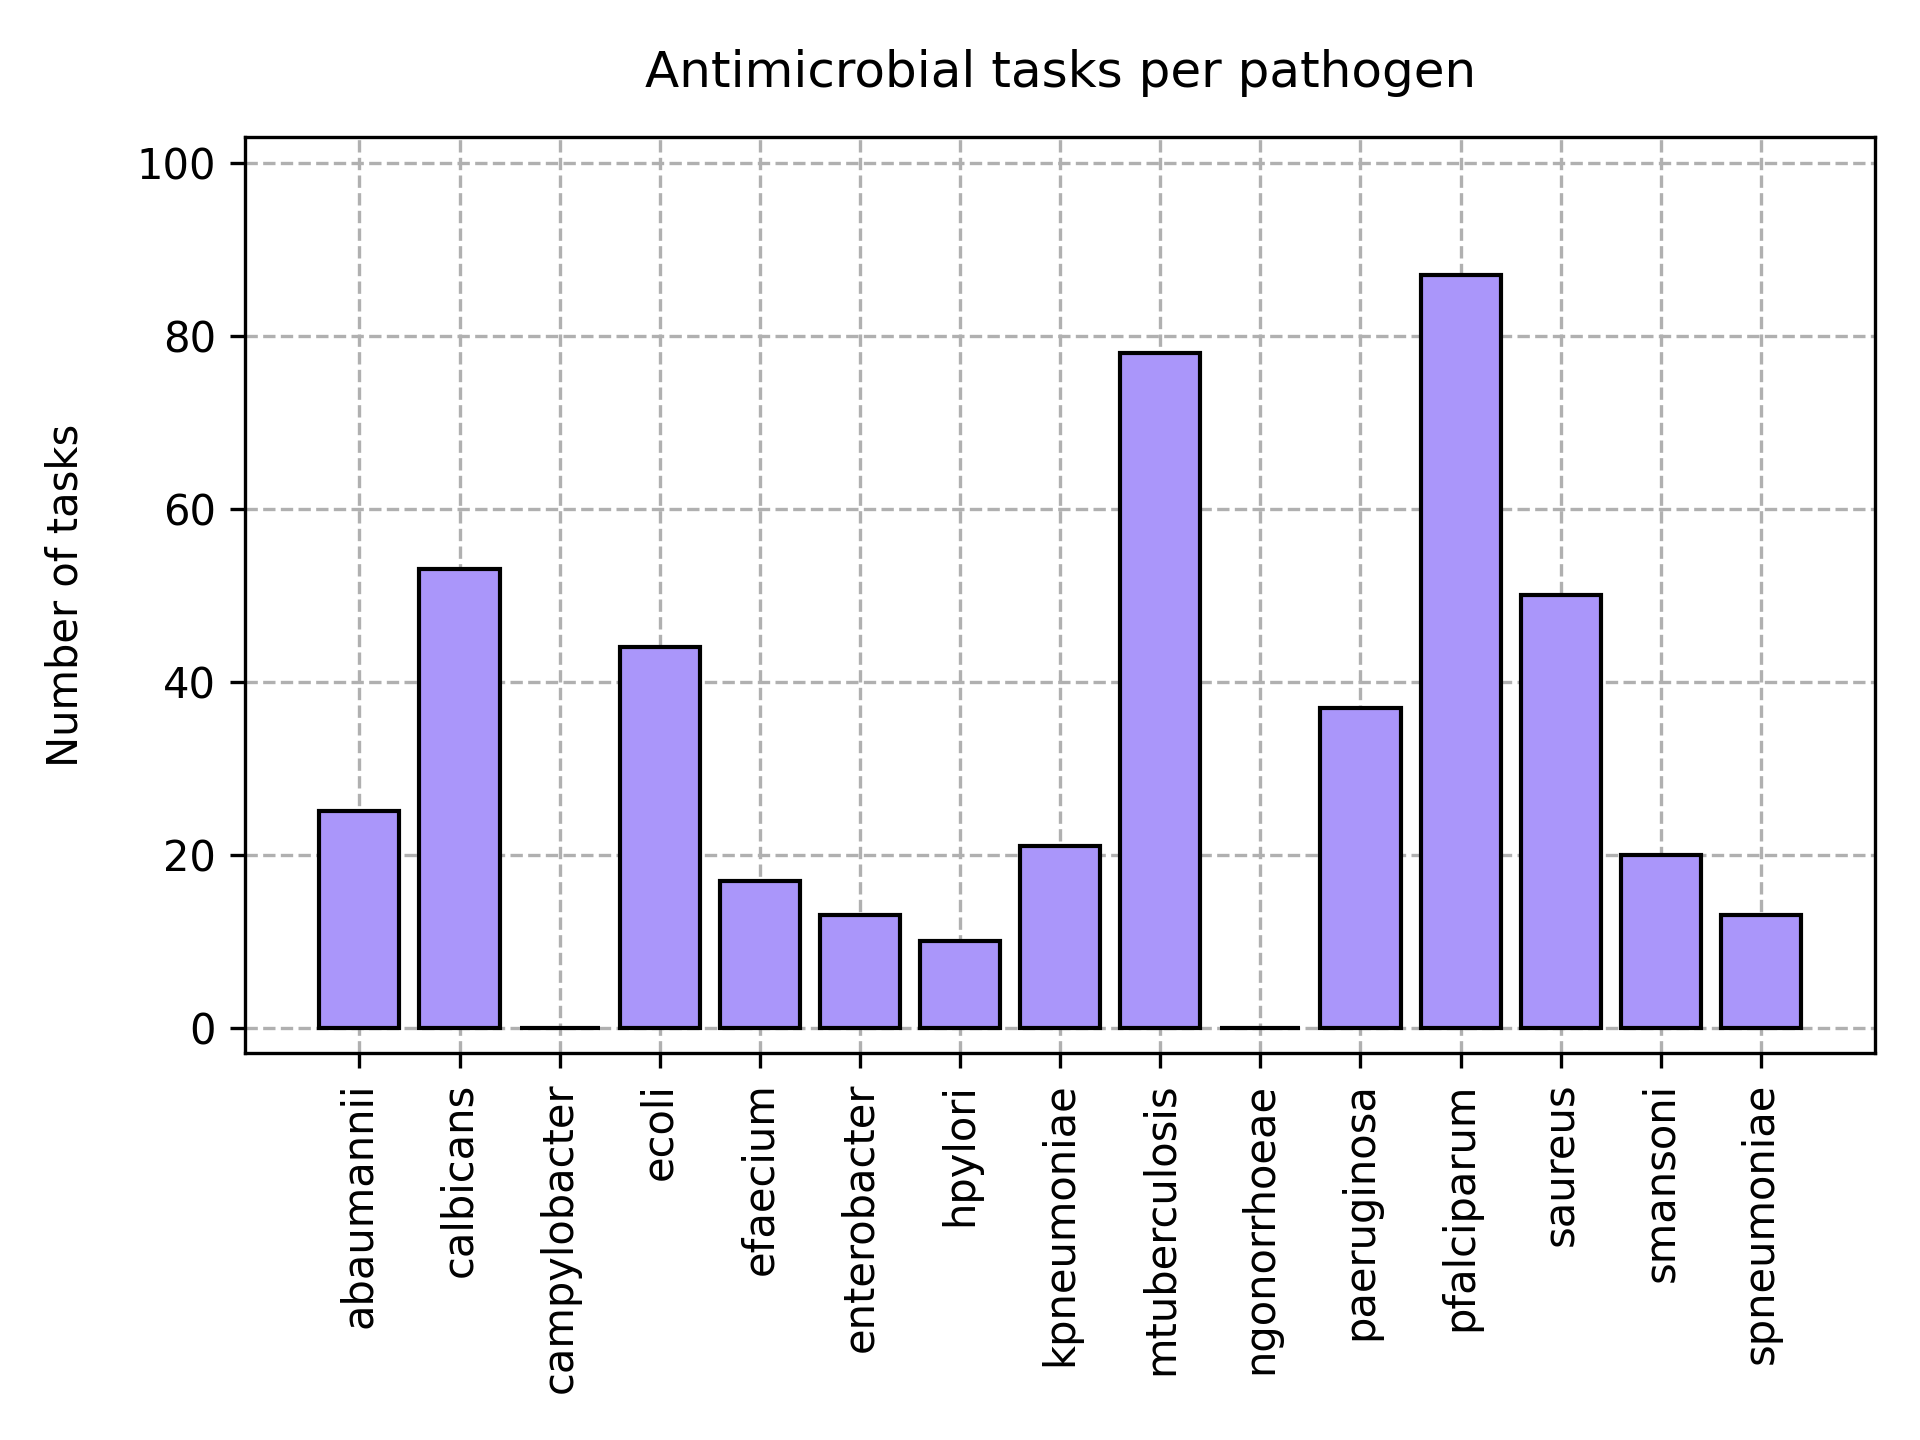 Antimicrobial tasks per pathogen
Number of tasks
100
80
60
40
20
0
abaumannii
calbicans
campylobacter
ecoli
efaecium
enterobacter
hpylori
kpneumoniae
mtuberculosis
ngonorrhoeae
paeruginosa
pfalciparum
saureus
smansoni
spneumoniae